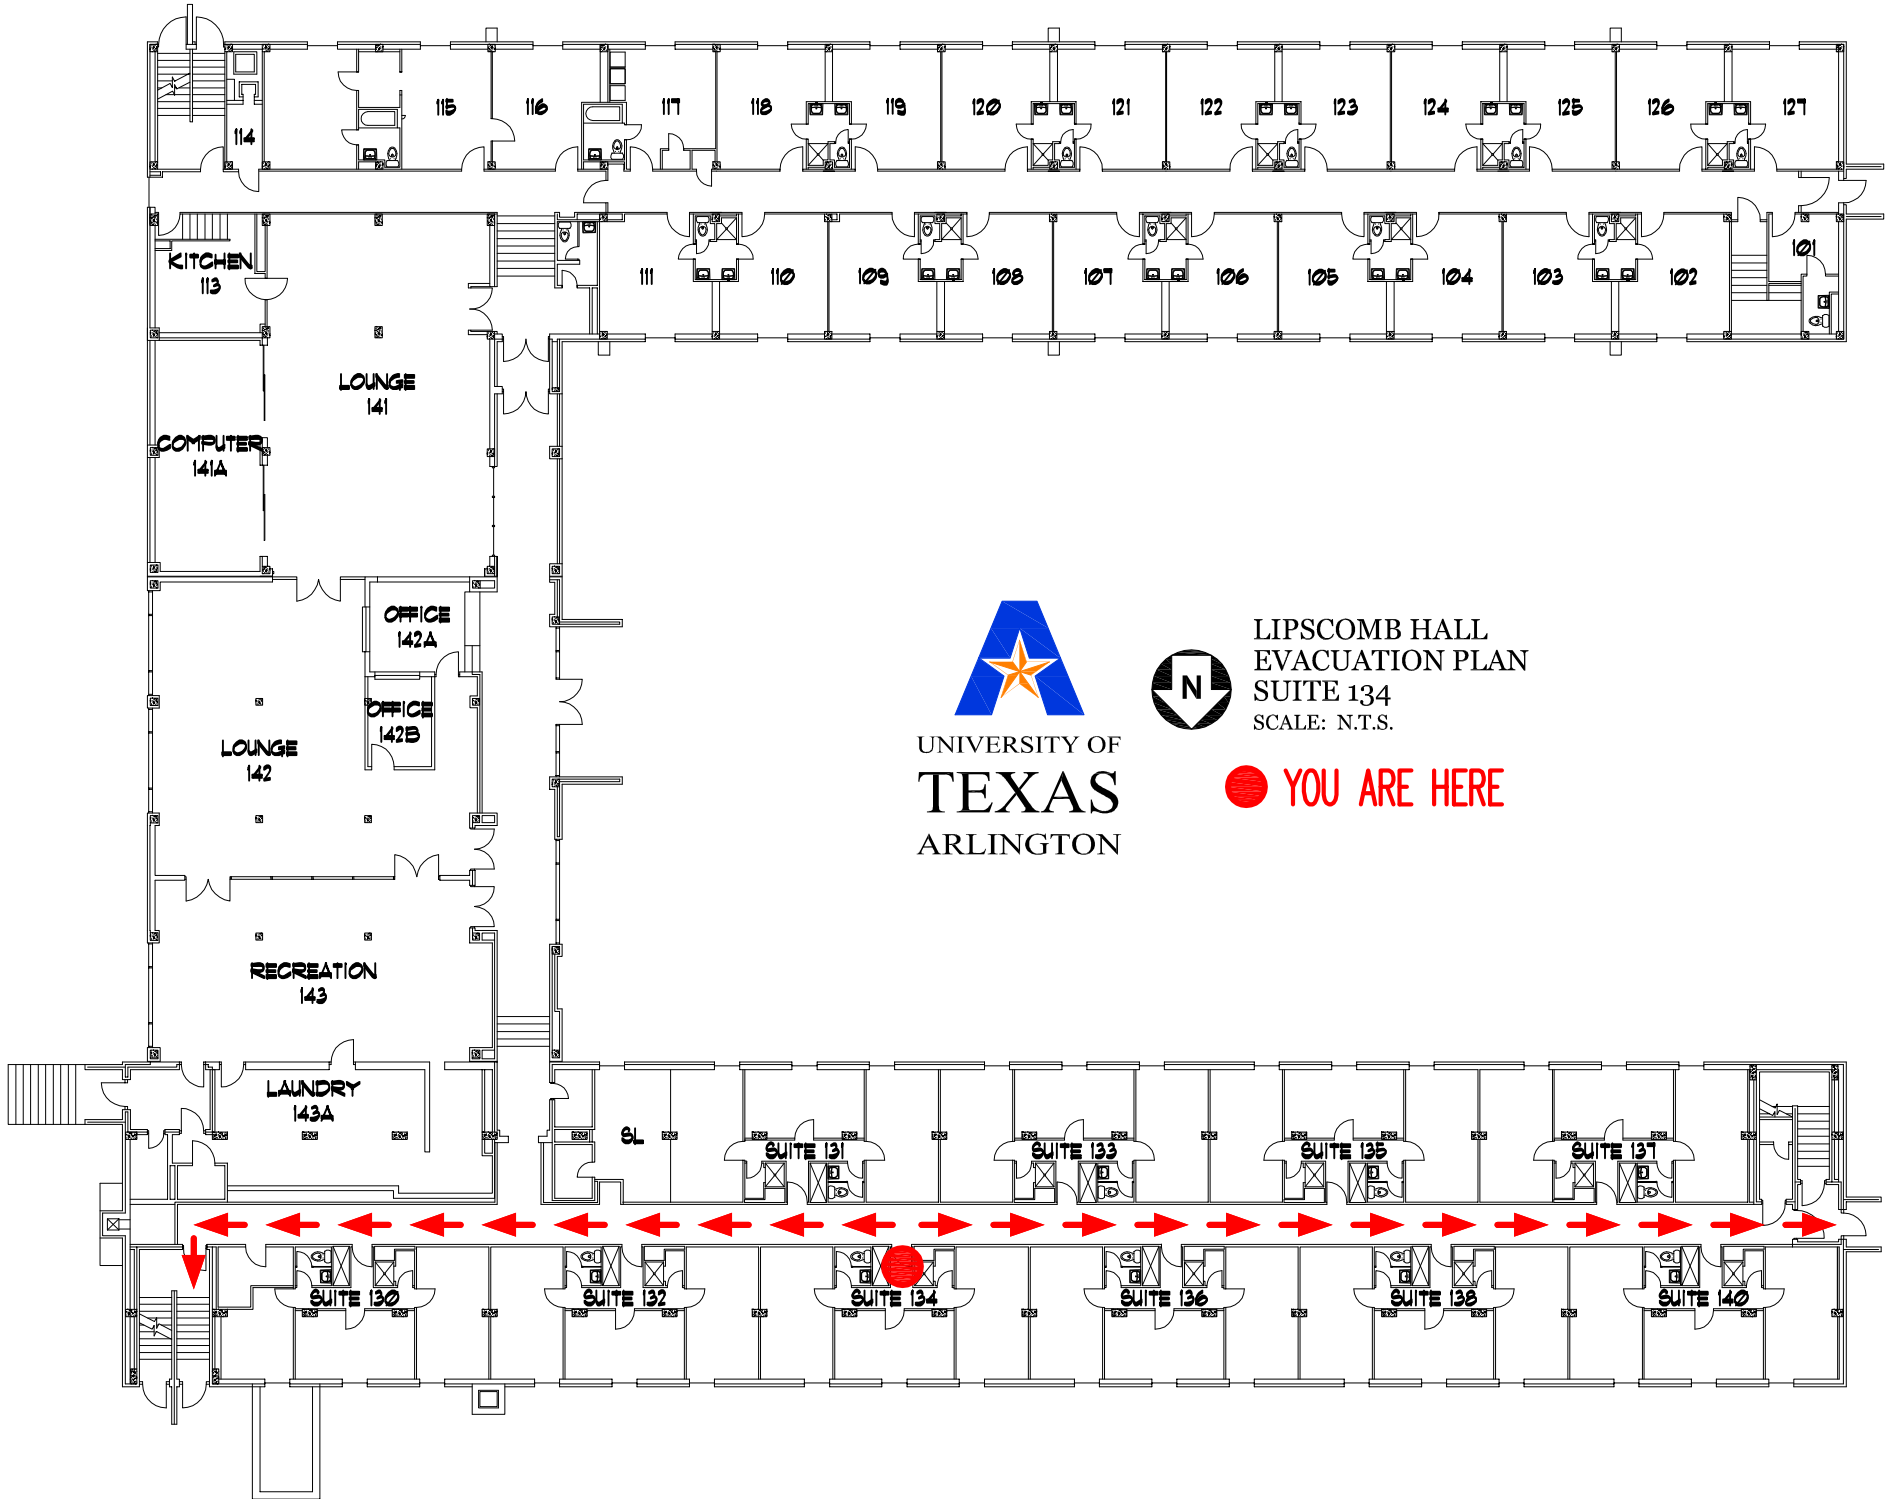 115
116
117
118
119
120
121
122
123
124
125
126
127
114
KITCHEN
113
111
110
109
108
107
106
105
104
103
102
101
LOUNGE
141
COMPUTER
141A
OFFICE
142A
OFFICE
142B
LOUNGE
142
UNIVERSITY OF
TEXAS
ARLINGTON
N
LIPSCOMB HALL
EVACUATION PLAN
SUITE 134
SCALE: N.T.S.
YOU ARE HERE
RECREATION
143
LAUNDRY
143A
SL
SUITE 131
SUITE 133
SUITE 135
SUITE 137
SUITE 130
SUITE 132
SUITE 134
SUITE 136
SUITE 138
SUITE 140